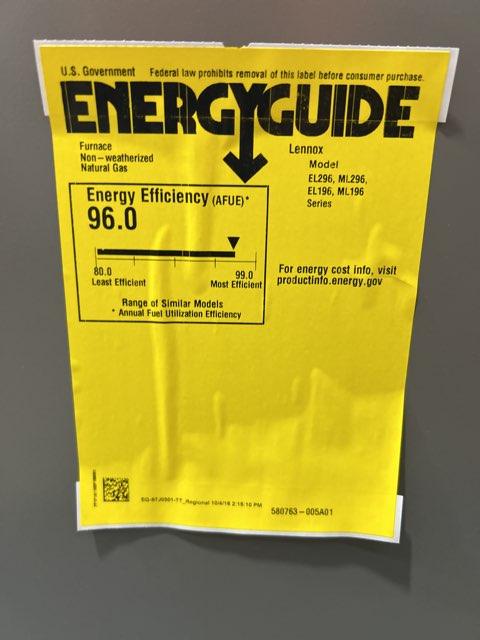 U.S. Government Federal law prohibits removal of this label before consumer purchase.
ENERGYGUIDE
Furnace
Non-weatherized
Natural Gas
Lennox
Model
EL296, ML296,
EL196, ML196
Series
Energy Efficiency (AFUE)*
96.0
80.0 99.0
Least Efficient Most Efficient
Range of Similar Models
* Annual Fuel Utilization Efficiency
For energy cost info, visit
productinfo.energy.gov
580763-005A01